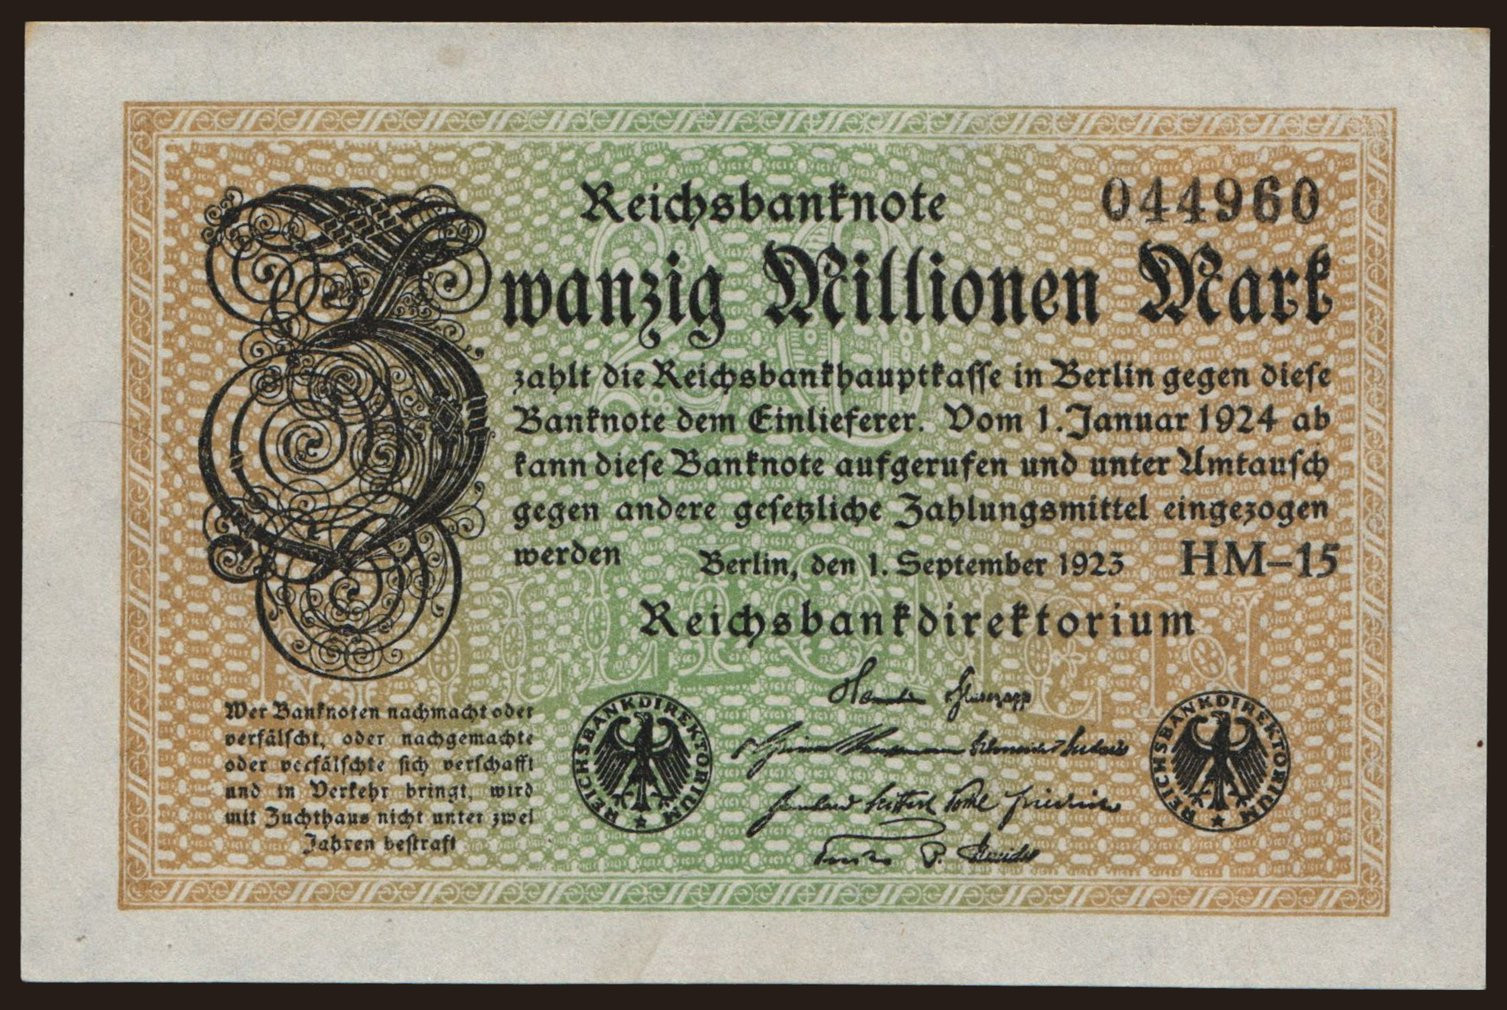 Reichsbanknote
044960
Zwanzig Millionen Mark
zahlt die Reichsbankhauptkasse in Berlin gegen diese
Banknote dem Einlieferer. Vom 1. Januar 1924 ab
kann diese Banknote aufgerufen und unter Umtausch
gegen andere gesetzliche Zahlungsmittel eingezogen
werden
Berlin, den 1. September 1923
HM-15
Reichsbankdirektorium
20
MILLIONEN
Wer Banknoten nachmacht oder
verfälscht, oder nachgemachte
oder verfälschte sich verschafft
und in Verkehr bringt, wird
mit Zuchthaus nicht unter zwei
Jahren bestraft
REICHSBANKDIREKTORIUM
REICHSBANKDIREKTORIUM